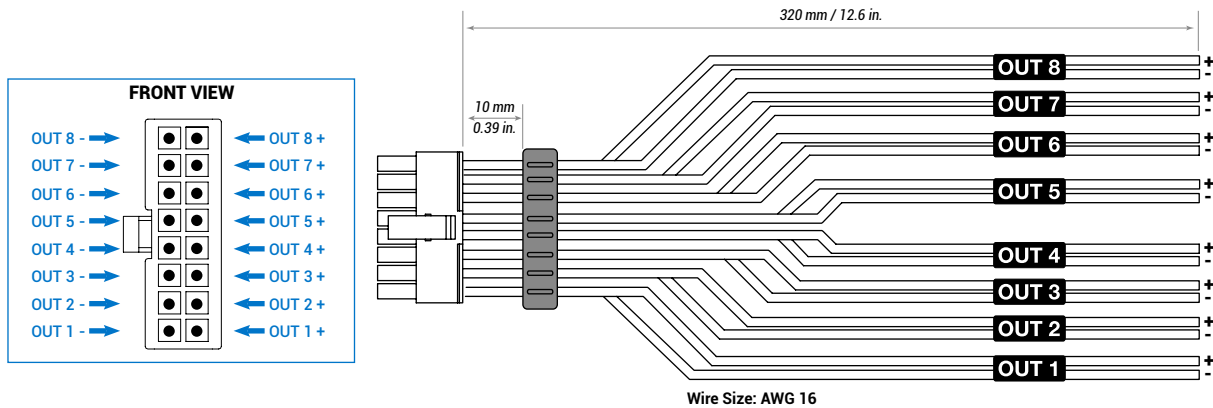 FRONT VIEW
OUT 8 -
OUT 8 +
OUT 7 -
OUT 7 +
OUT 6 -
OUT 6 +
OUT 5 -
OUT 5 +
OUT 4 -
OUT 4 +
OUT 3 -
OUT 3 +
OUT 2 -
OUT 2 +
OUT 1 -
OUT 1 +
320 mm / 12.6 in.
10 mm
0.39 in.
OUT 8
+
-
OUT 7
+
-
OUT 6
+
-
OUT 5
+
-
OUT 4
+
-
OUT 3
+
-
OUT 2
+
-
OUT 1
+
-
Wire Size: AWG 16